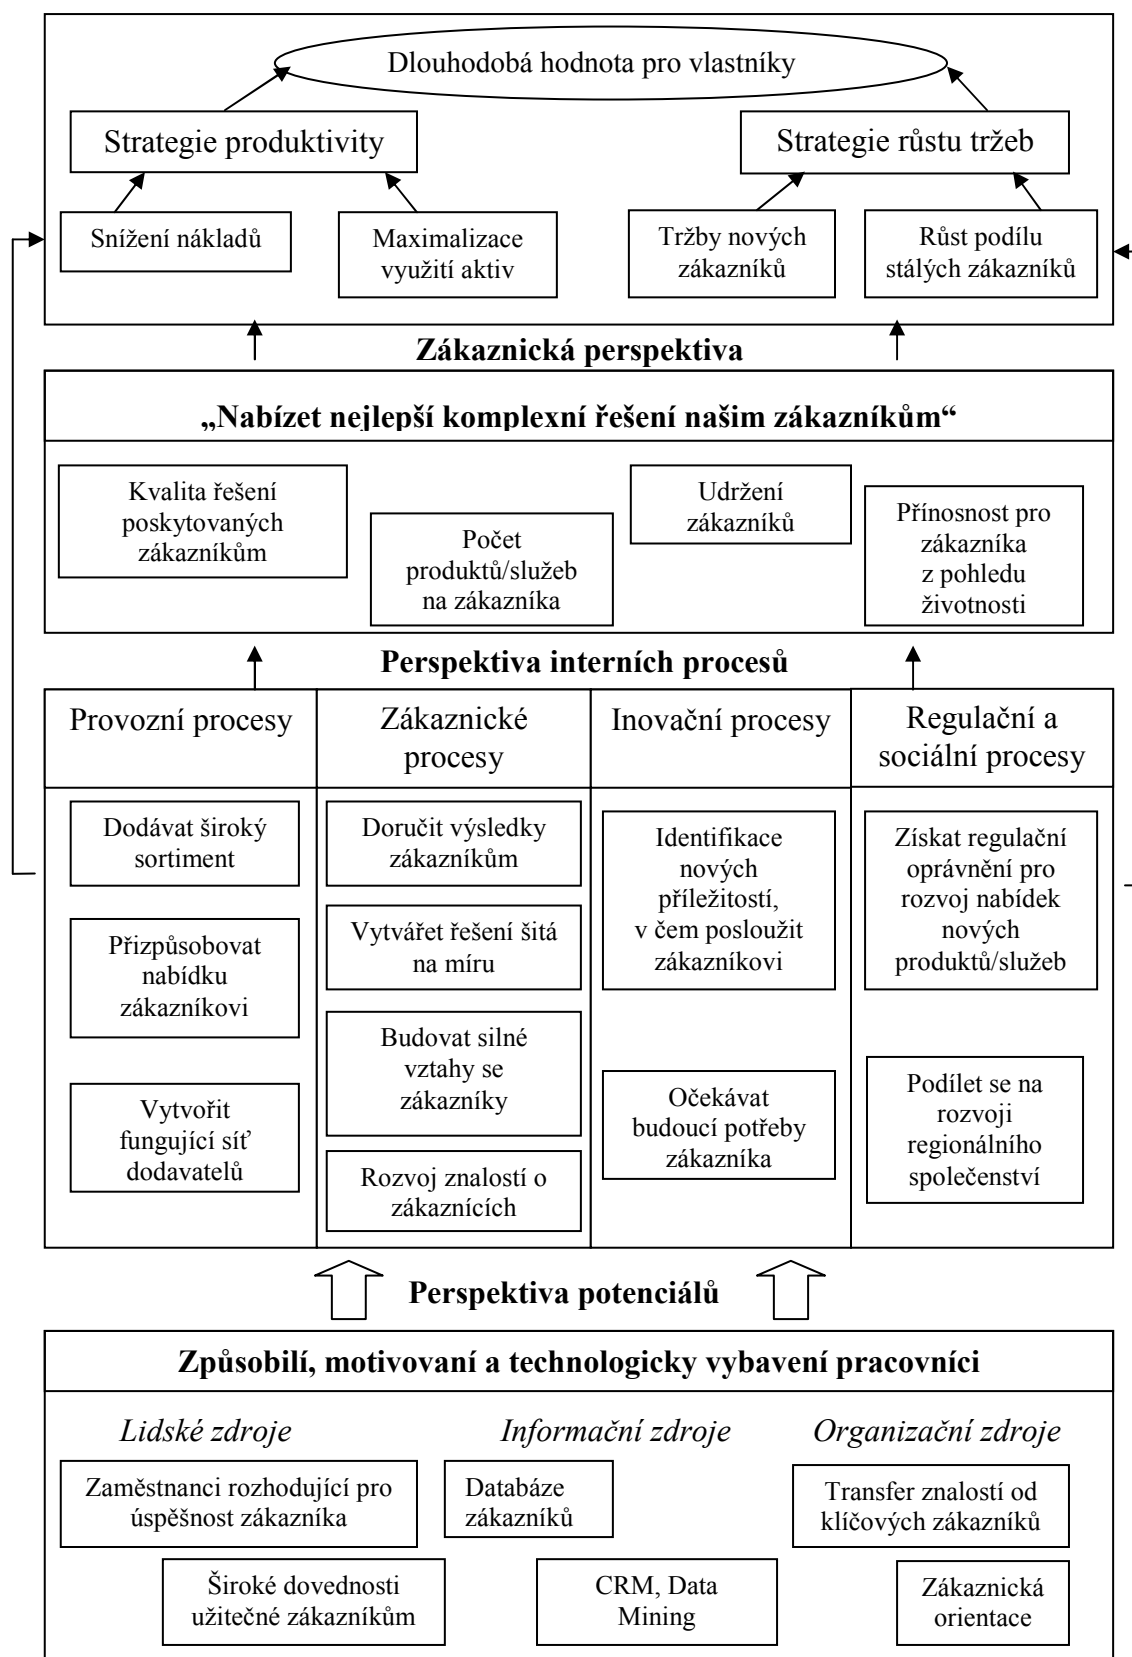 Dlouhodobá hodnota pro vlastníky
Strategie produktivity
Strategie růstu tržeb
Snížení nákladů
Maximalizace
využití aktiv
Tržby nových
zákazníků
Růst podílu
stálých zákazníků
Zákaznická perspektiva
„Nabízet nejlepší komplexní řešení našim zákazníkům“
Kvalita řešení
poskytovaných
zákazníkům
Počet
produktů/služeb
na zákazníka
Udržení
zákazníků
Přínosnost pro
zákazníka
z pohledu
životnosti
Perspektiva interních procesů
Provozní procesy
Zákaznické
procesy
Inovační procesy
Regulační a
sociální procesy
Dodávat široký
sortiment
Přizpůsobovat
nabídku
zákazníkovi
Vytvořit
fungující síť
dodavatelů
Doručit výsledky
zákazníkům
Vytvářet řešení šitá
na míru
Budovat silné
vztahy se
zákazníky
Rozvoj znalostí o
zákaznících
Identifikace
nových
příležitostí,
v čem posloužit
zákazníkovi
Očekávat
budoucí potřeby
zákazníka
Získat regulační
oprávnění pro
rozvoj nabídek
nových
produktů/služeb
Podílet se na
rozvoji
regionálního
společenství
Perspektiva potenciálů
Způsobilí, motivovaní a technologicky vybavení pracovníci
Lidské zdroje
Informační zdroje
Organizační zdroje
Zaměstnanci rozhodující pro
úspěšnost zákazníka
Databáze
zákazníků
Transfer znalostí od
klíčových zákazníků
Široké dovednosti
užitečné zákazníkům
CRM, Data
Mining
Zákaznická
orientace